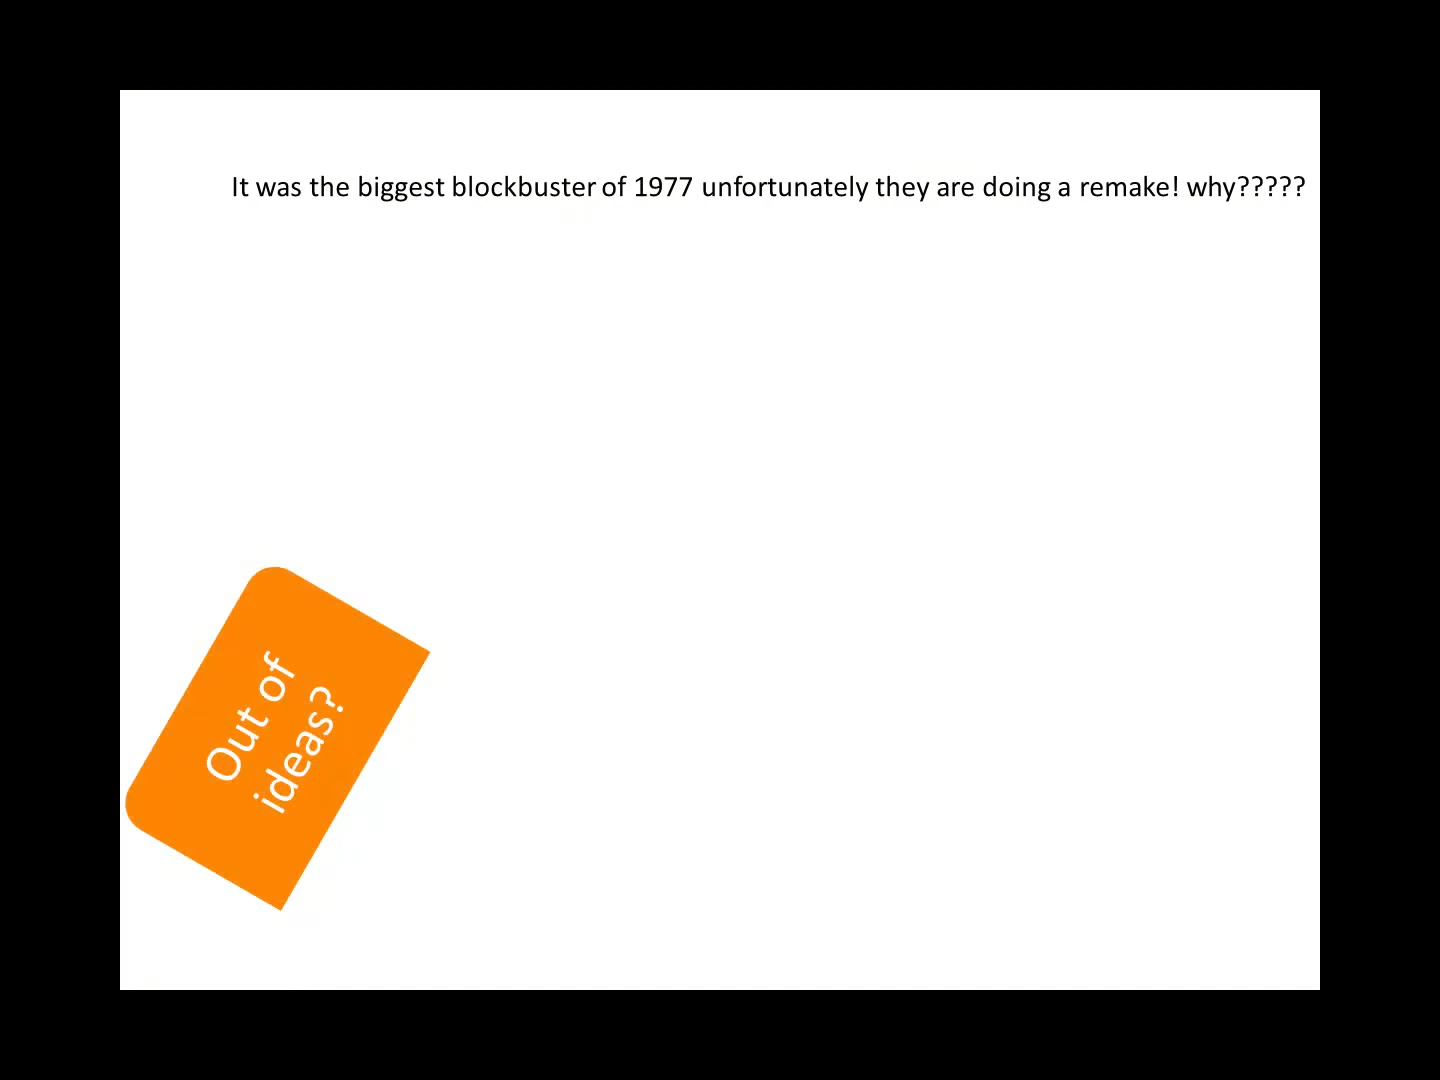 It was the biggest blockbuster of 1977 unfortunately they are doing a remake! why?????
Out of
ideas?